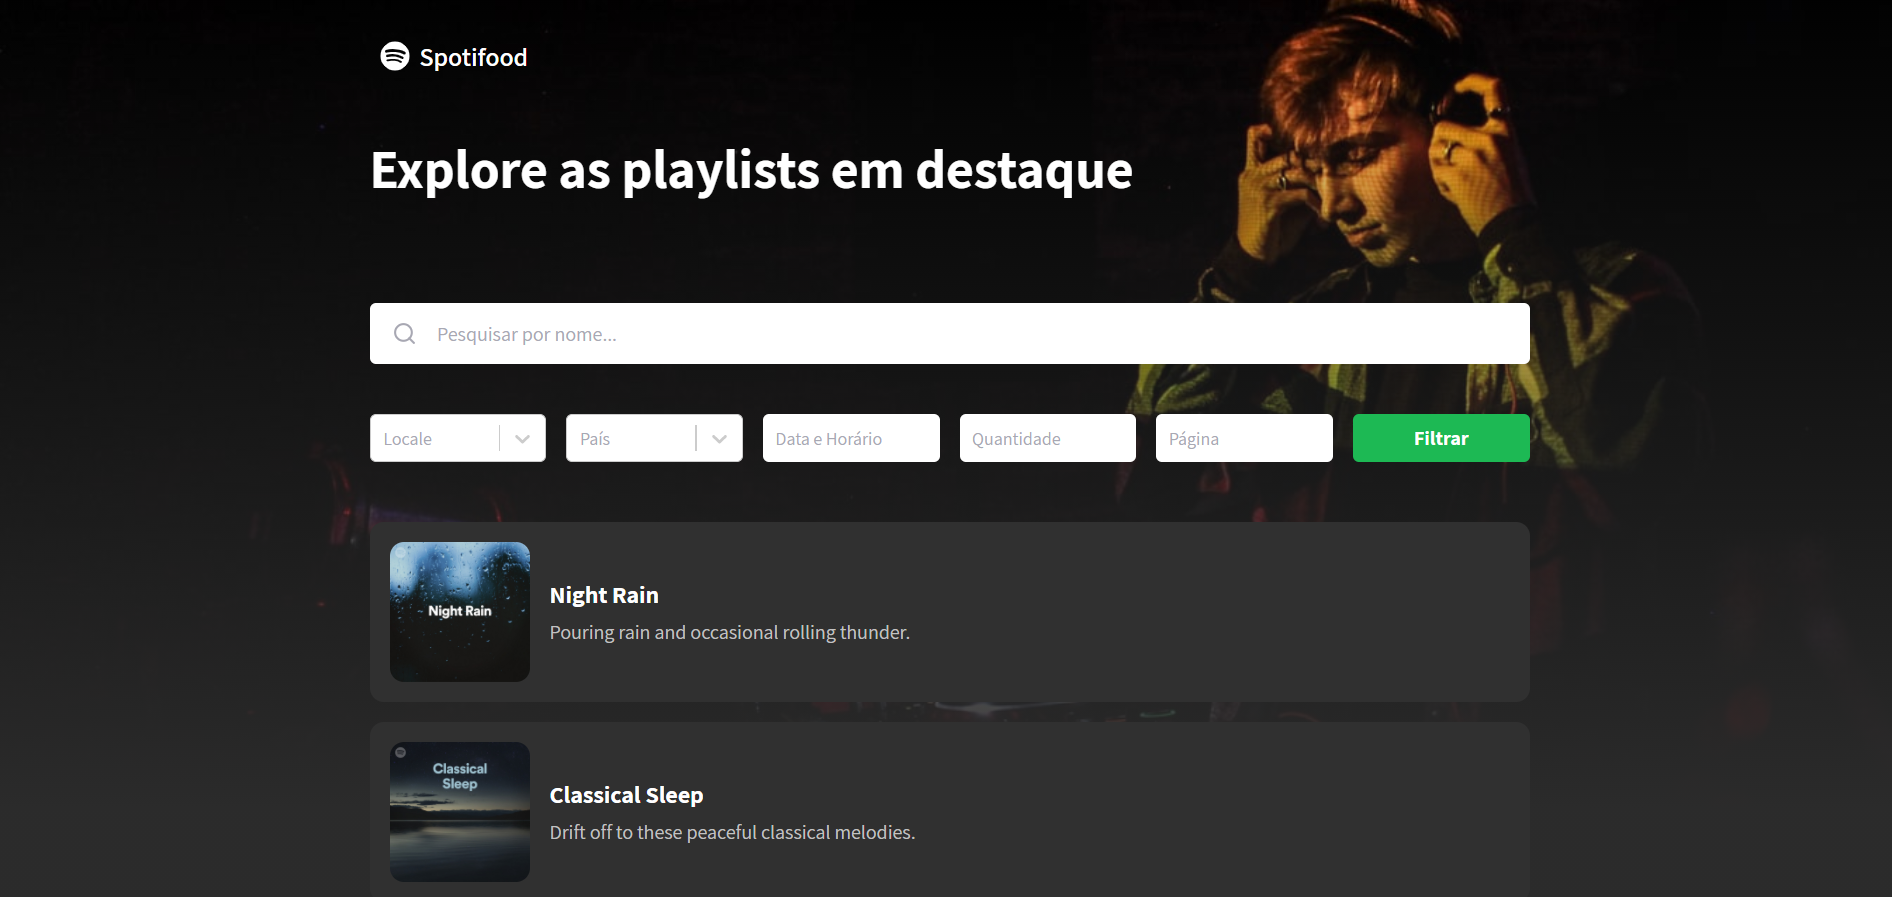 Spotifood
Explore as playlists em destaque
Pesquisar por nome...
Locale
País
Data e Horário
Quantidade
Página
Filtrar
Night Rain
Night Rain
Pouring rain and occasional rolling thunder.
Classical
Sleep
Classical Sleep
Drift off to these peaceful classical melodies.